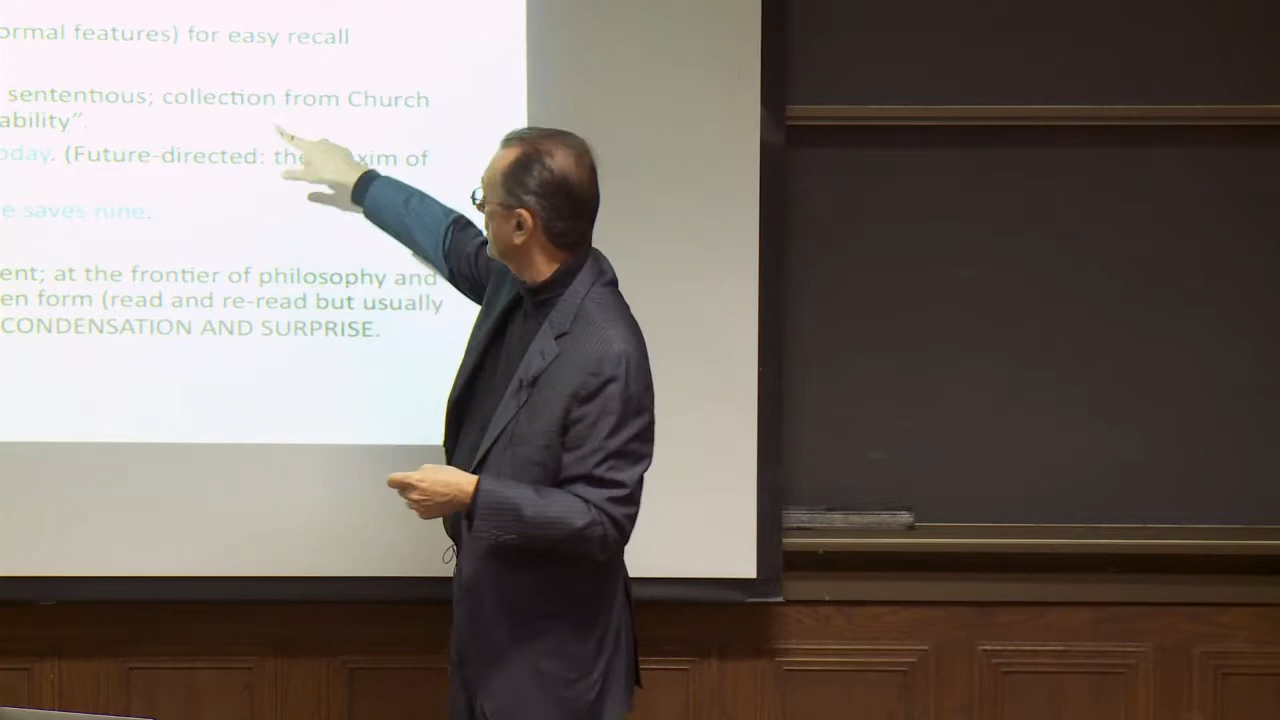 ormal features) for easy recall
sententious; collection from Church
ability".
oday. (Future-directed: the xim of
e saves nine.
ent; at the frontier of philosophy and
en form (read and re-read but usually
CONDENSATION AND SURPRISE.